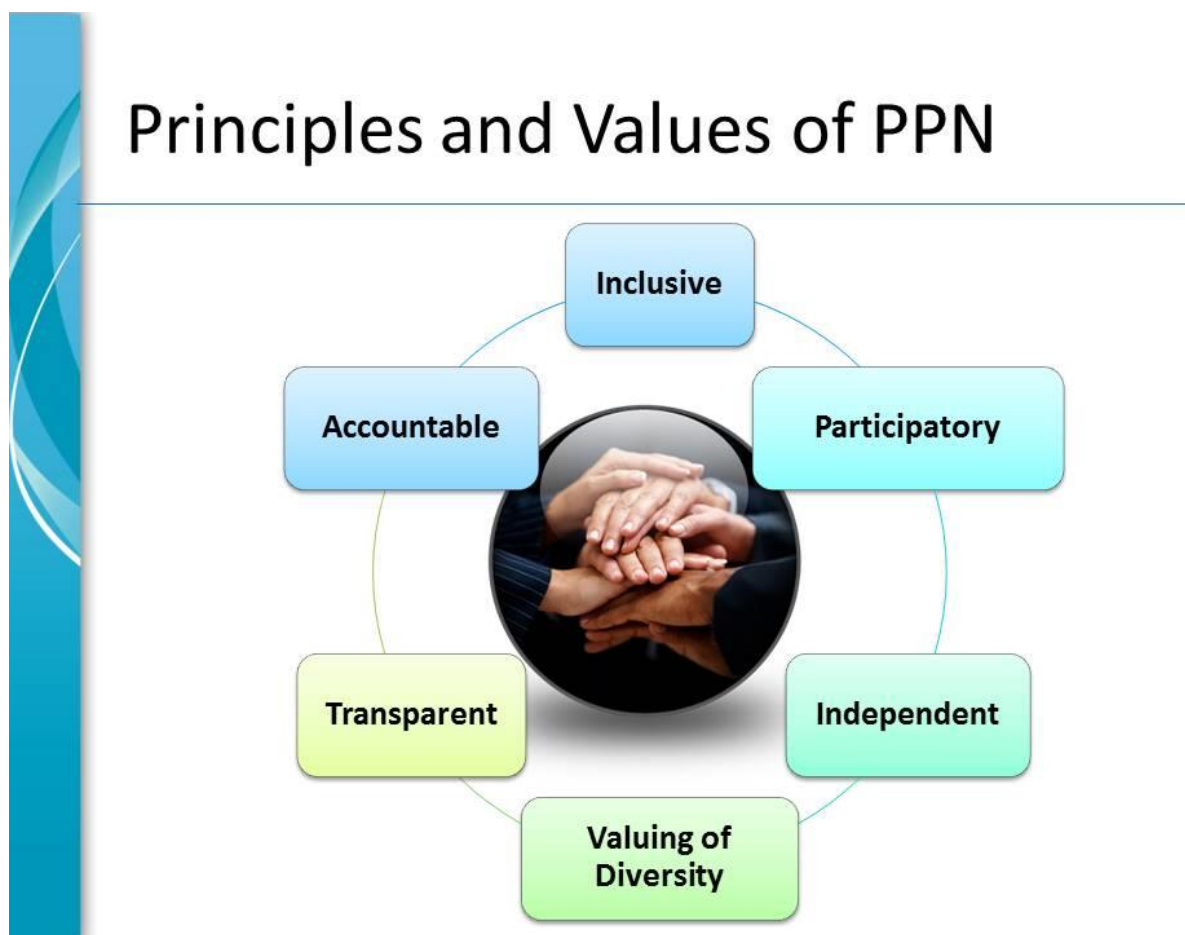 Principles and Values of PPN
Inclusive
Participatory
Independent
Valuing of
Diversity
Transparent
Accountable